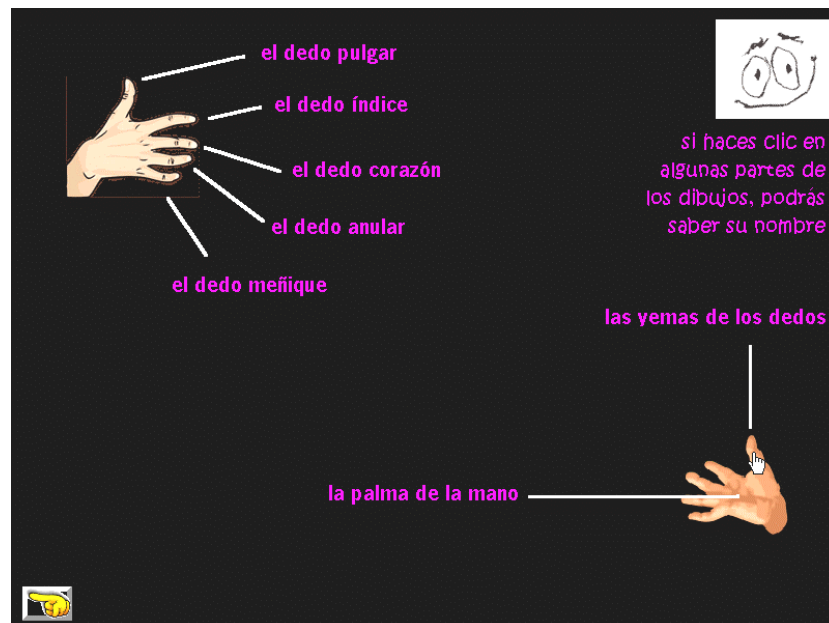 el dedo pulgar
el dedo índice
el dedo corazón
el dedo anular
el dedo meñique
si haces clic en
algunas partes de
los dibujos, podrás
saber su nombre
las yemas de los dedos
la palma de la mano